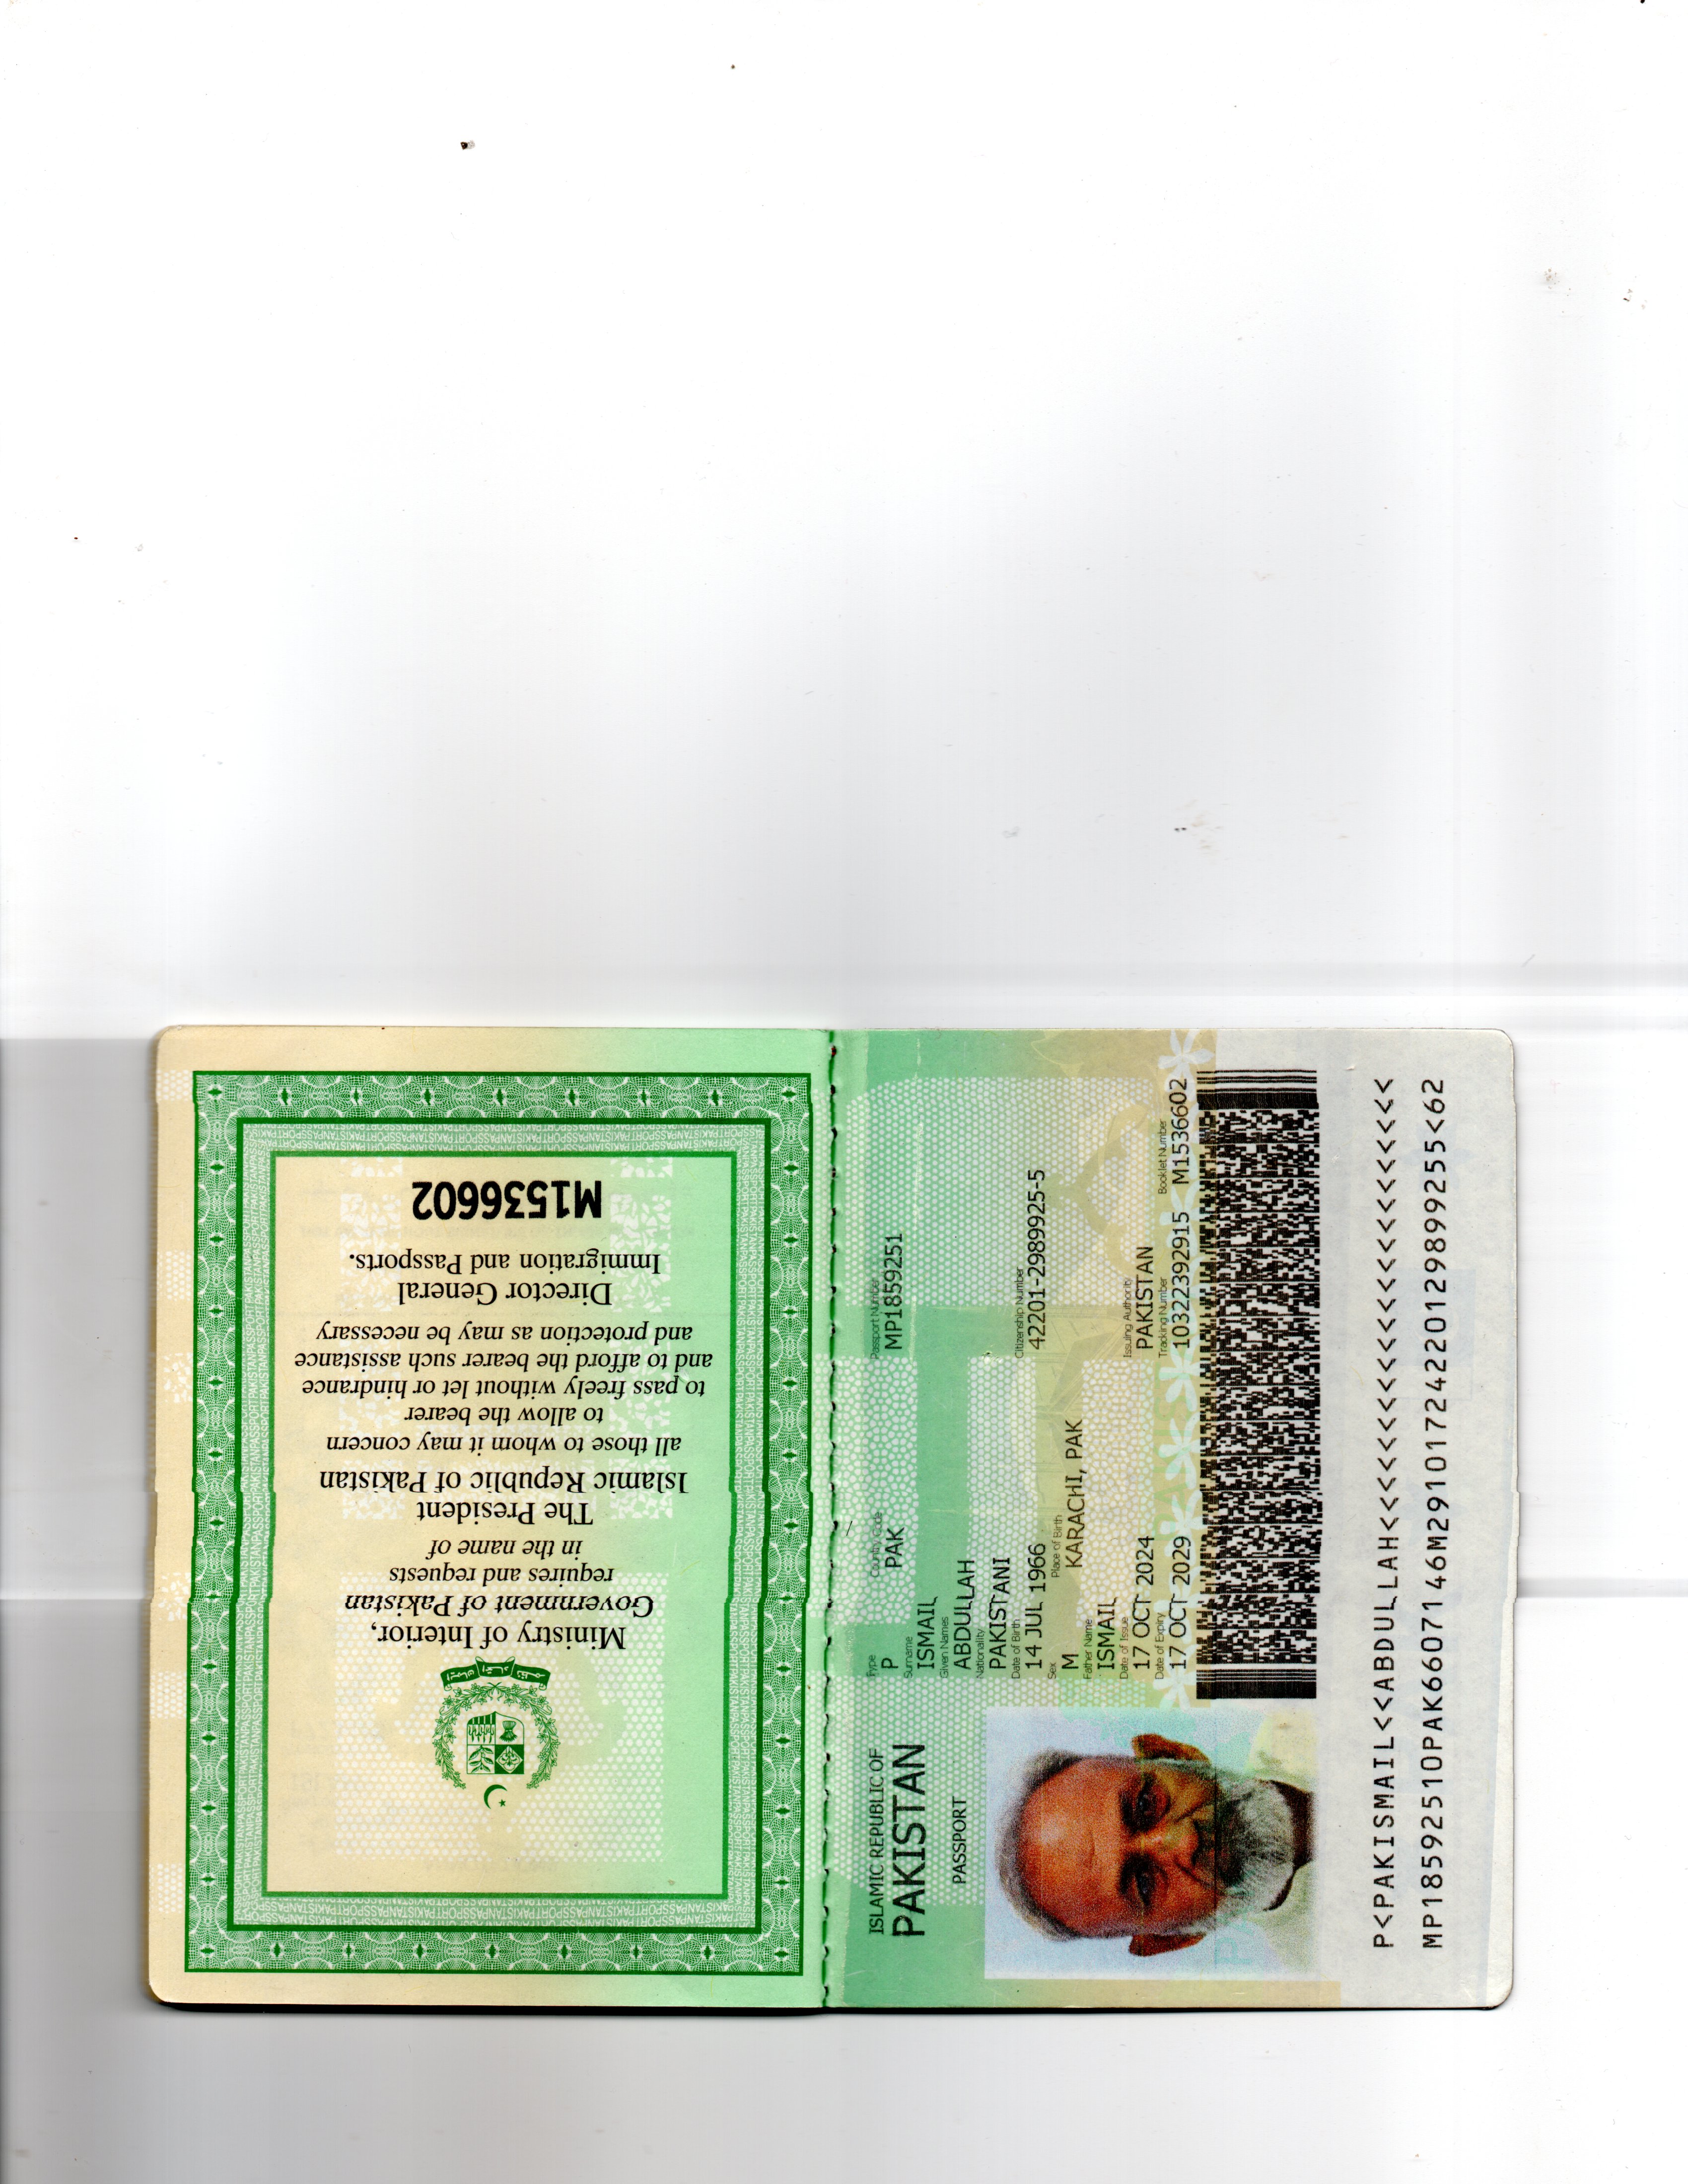 Ministry of Interior,
Government of Pakistan
requires and requests
in the name of
The President
Islamic Republic of Pakistan
all those to whom it may concern
to allow the bearer
to pass freely without let or hindrance
and to afford the bearer such assistance
and protection as may be necessary
Director General
Immigration and Passports.
M1536602
ISLAMIC REPUBLIC OF
PAKISTAN
PASSPORT
Type Country Code Passport Number
P PAK MP1859251
Surname
ISMAIL
Given Names
ABDULLAH
Nationality
PAKISTANI
Date of Birth Citizenship Number
14 JUL 1966 42201-2989925-5
Sex Place of Birth
M KARACHI, PAK
Father Name
ISMAIL
Date of Issue Issuing Authority
17 OCT 2024 PAKISTAN
Date of Expiry Tracking Number Booklet Number
17 OCT 2029 10322392915 M1536602
P<PAKISMAIL<<ABDULLAH<<<<<<<<<<<<<<<<<<<<<<<
MP18592510PAK6607146M29101724220129899255<62